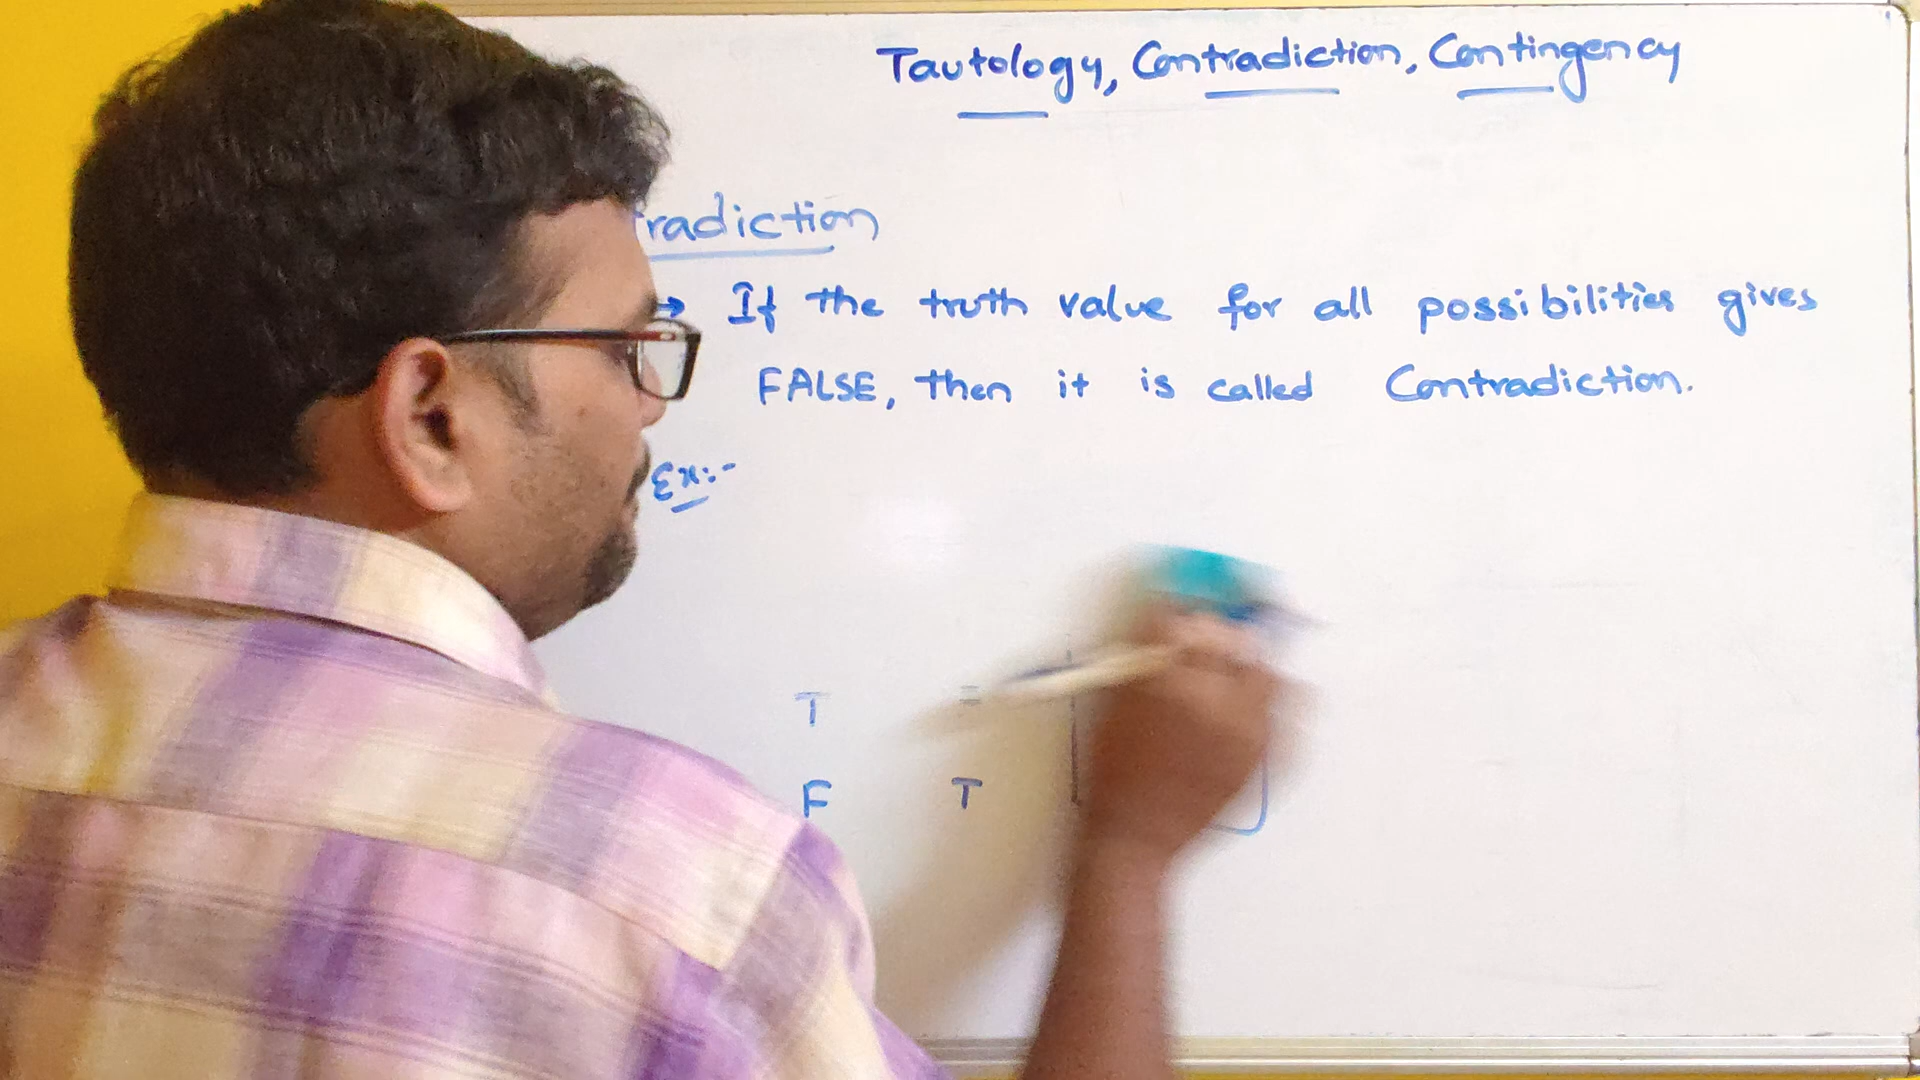 Tautology, Contradiction, Contingency
radiction
→ If the truth value for all possibilities gives
FALSE, then it is called Contradiction.
Ex:-
T =
F T